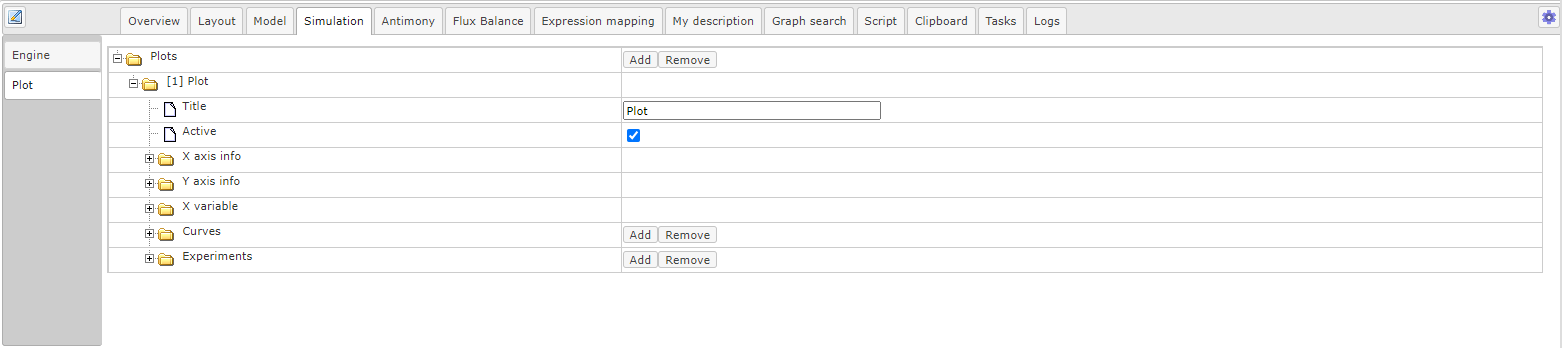 Overview Layout Model Simulation Antimony Flux Balance Expression mapping My description Graph search Script Clipboard Tasks Logs
Engine
Plot
Plots Add Remove
[1] Plot
Title Plot
Active
X axis info
Y axis info
X variable
Curves Add Remove
Experiments Add Remove